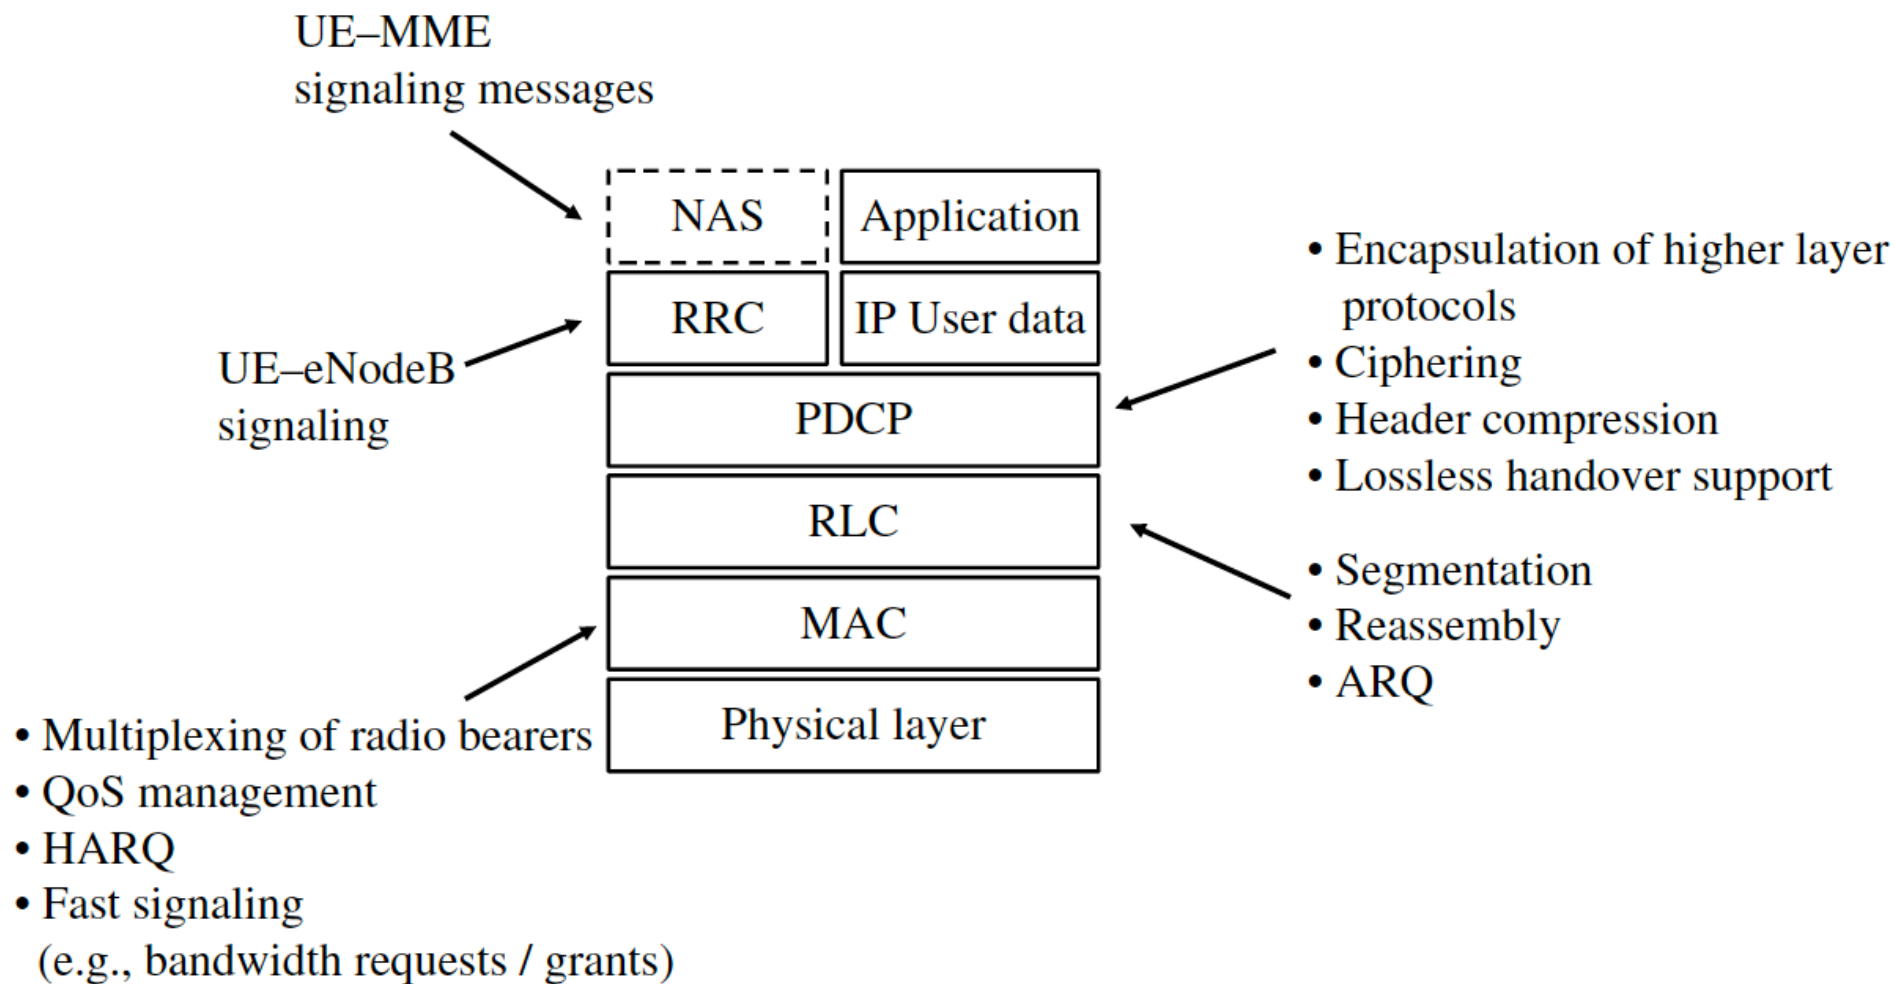 UE–MME
signaling messages
NAS
Application
RRC
IP User data
UE–eNodeB
signaling
PDCP
• Encapsulation of higher layer
protocols
• Ciphering
• Header compression
• Lossless handover support
RLC
• Segmentation
• Reassembly
• ARQ
MAC
Physical layer
• Multiplexing of radio bearers
• QoS management
• HARQ
• Fast signaling
(e.g., bandwidth requests / grants)